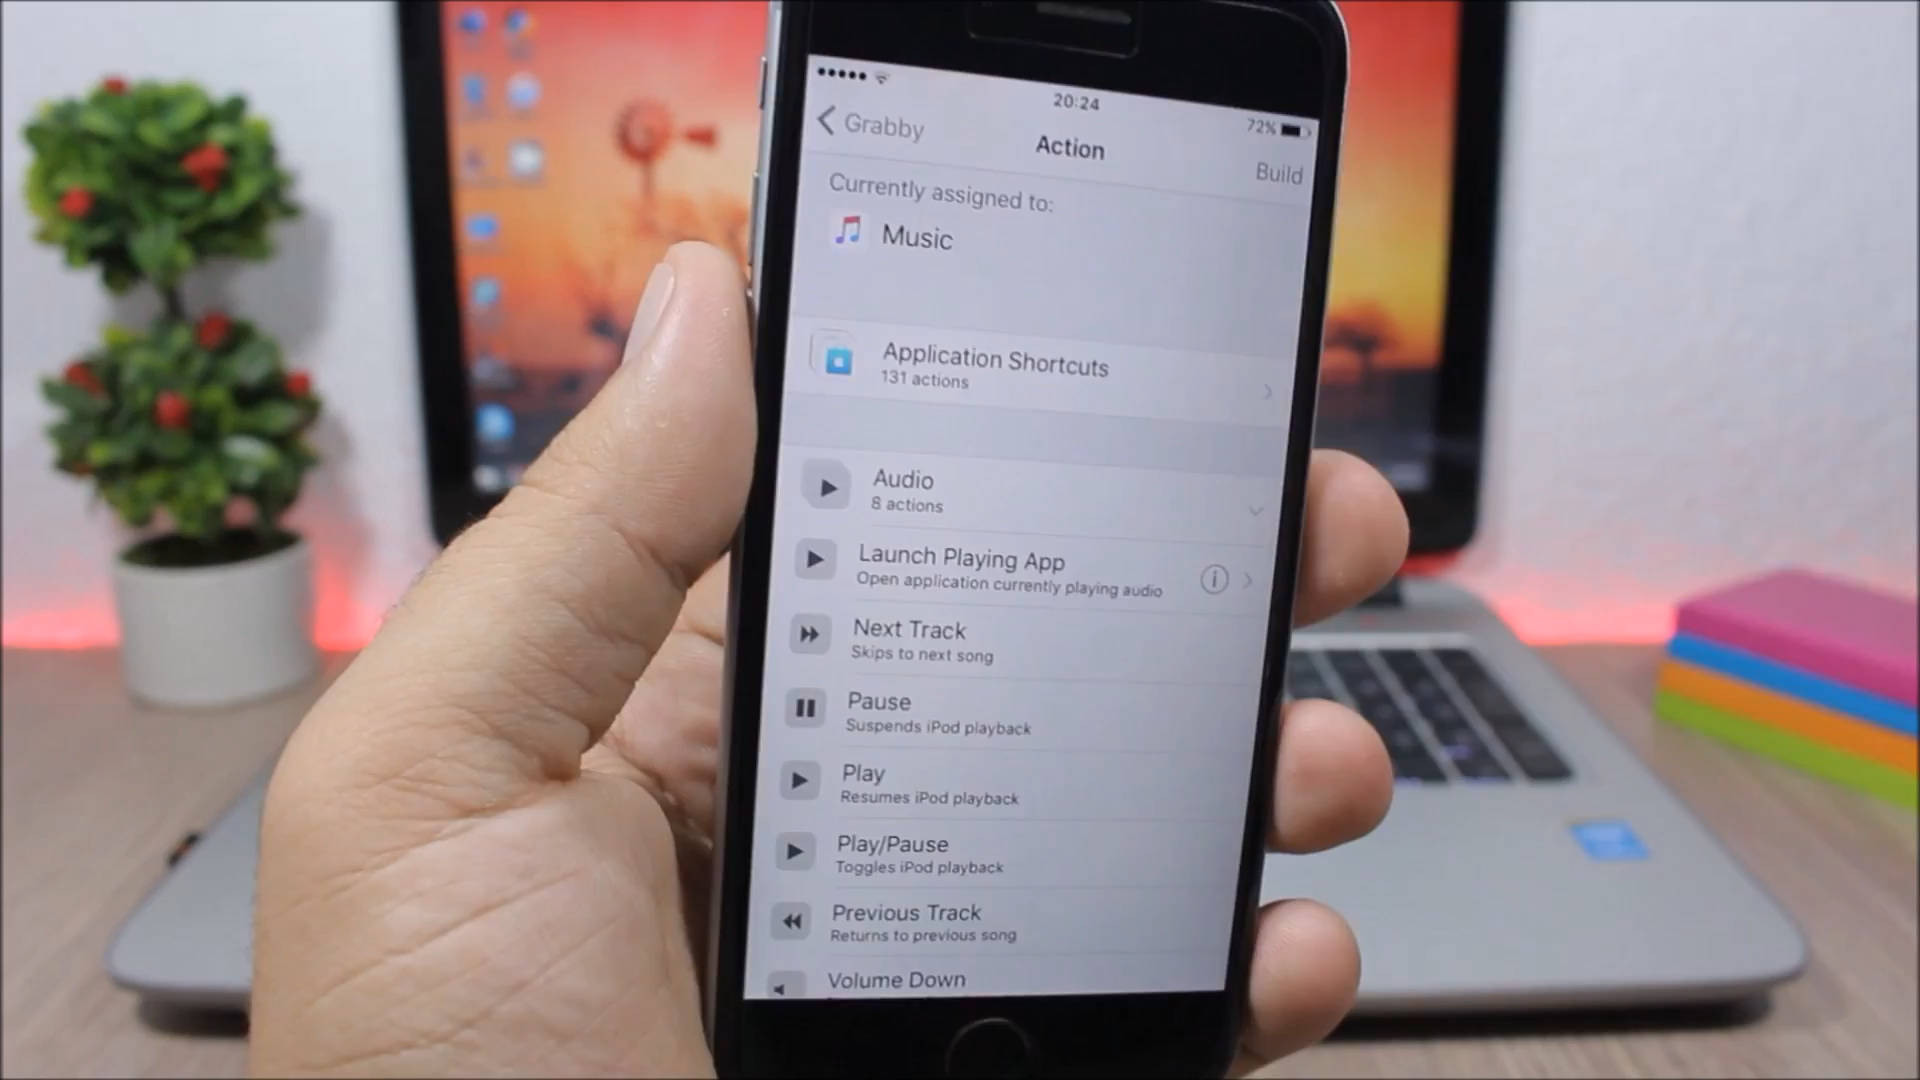 20:24
72%
Grabby
Action
Build
Currently assigned to:
Music
Application Shortcuts
131 actions
Audio
8 actions
Launch Playing App
Open application currently playing audio
Next Track
Skips to next song
Pause
Suspends iPod playback
Play
Resumes iPod playback
Play/Pause
Toggles iPod playback
Previous Track
Returns to previous song
Volume Down